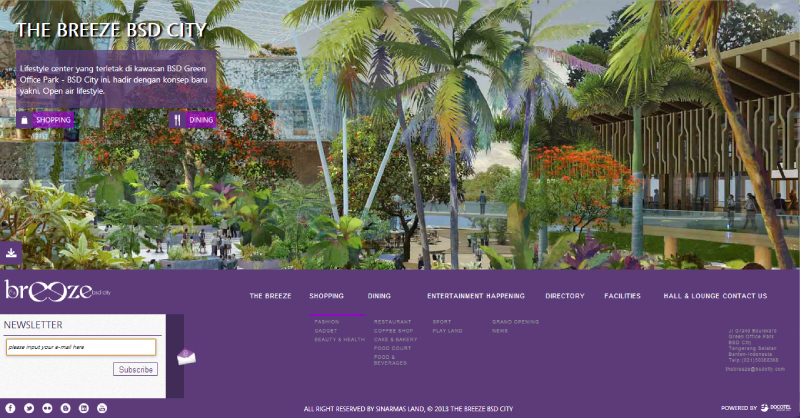 THE BREEZE BSD CITY
Lifestyle center yang terletak di kawasan BSD Green
Office Park - BSD City ini, hadir dengan konsep baru
yakni, Open air lifestyle.
SHOPPING
DINING
breeze bsd city
THE BREEZE
SHOPPING
DINING
ENTERTAINMENT
HAPPENING
DIRECTORY
FACILITIES
HALL & LOUNGE
CONTACT US
FASHION
GADGET
BEAUTY & HEALTH
RESTAURANT
COFFEE SHOP
CAKE & BAKERY
FOOD COURT
FOOD &
BEVERAGES
SPORT
PLAY LAND
GRAND OPENING
NEWS
Jl Grand Boulevard
Green Office Park
BSD City
Tangerang Selatan
Banten Indonesia
thebreeze@bsdcity.com
NEWSLETTER
please input your e-mail here
Subscribe
ALL RIGHT RESERVED BY SINARMAS LAND, © 2013 THE BREEZE BSD CITY
POWERED BY DOCOTEL